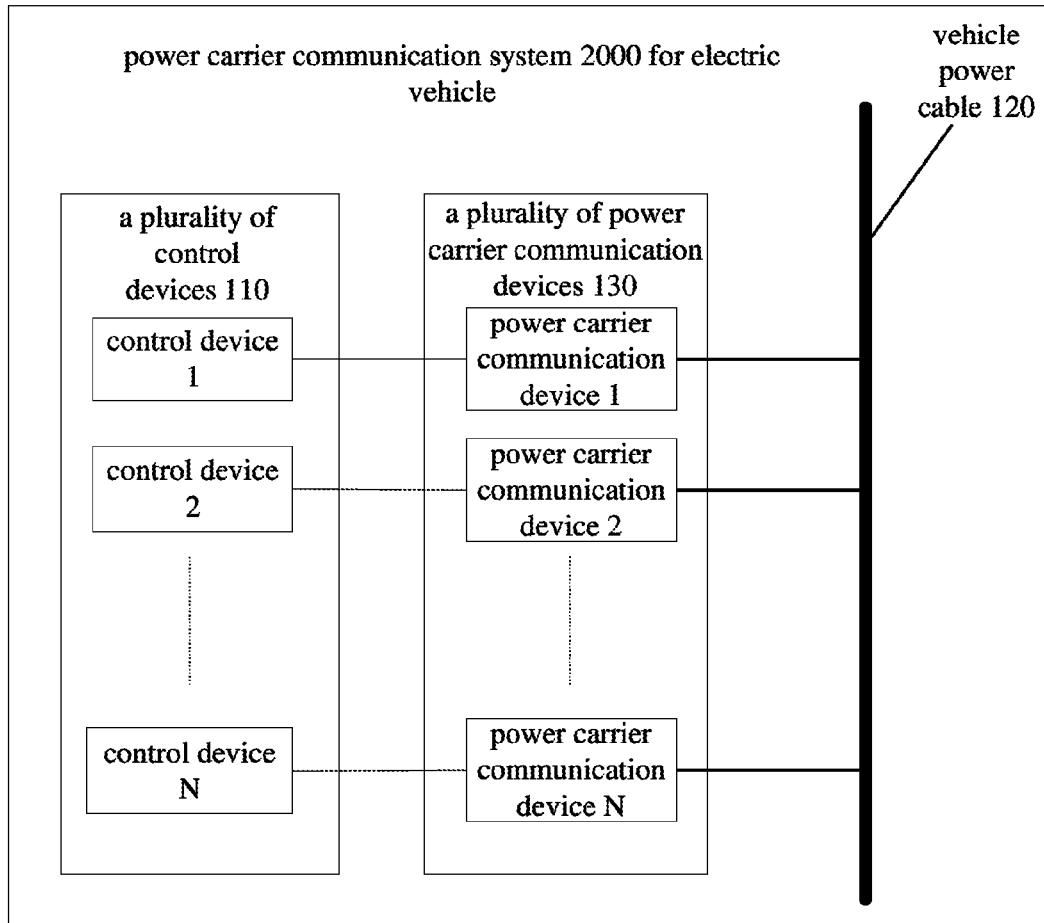 power carrier communication system 2000 for electric
vehicle
vehicle
power
cable 120
a plurality of
control
devices 110
a plurality of power
carrier communication
devices 130
control device
1
power carrier
communication
device 1
control device
2
power carrier
communication
device 2
control device
N
power carrier
communication
device N